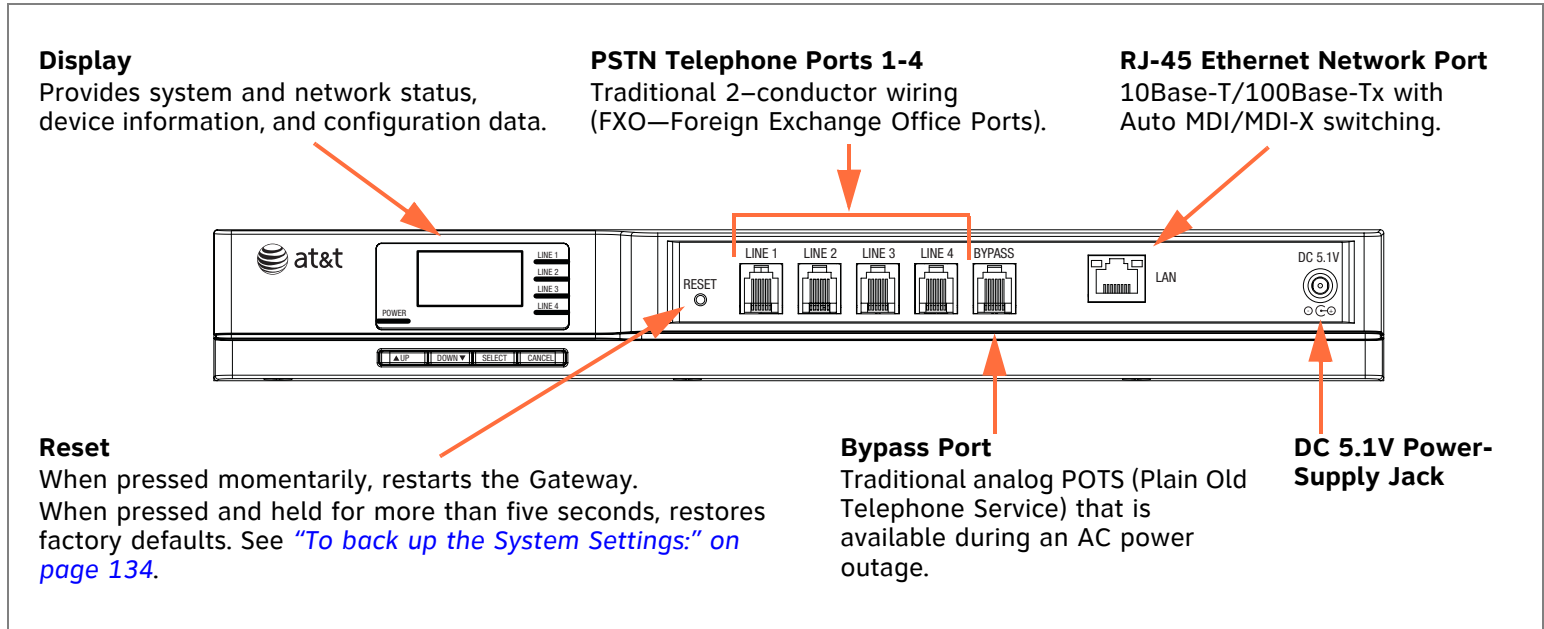 Display
Provides system and network status,
device information, and configuration data.
PSTN Telephone Ports 1-4
Traditional 2–conductor wiring
(FXO—Foreign Exchange Office Ports).
RJ-45 Ethernet Network Port
10Base-T/100Base-Tx with
Auto MDI/MDI-X switching.
at&t
LINE 1
LINE 2
LINE 3
LINE 4
POWER
▲UP
DOWN▼
SELECT
CANCEL
RESET
LINE 1
LINE 2
LINE 3
LINE 4
BYPASS
LAN
DC 5.1V
Reset
When pressed momentarily, restarts the Gateway.
When pressed and held for more than five seconds, restores
factory defaults. See “To back up the System Settings:” on
page 134.
Bypass Port
Traditional analog POTS (Plain Old
Telephone Service) that is
available during an AC power
outage.
DC 5.1V Power-
Supply Jack